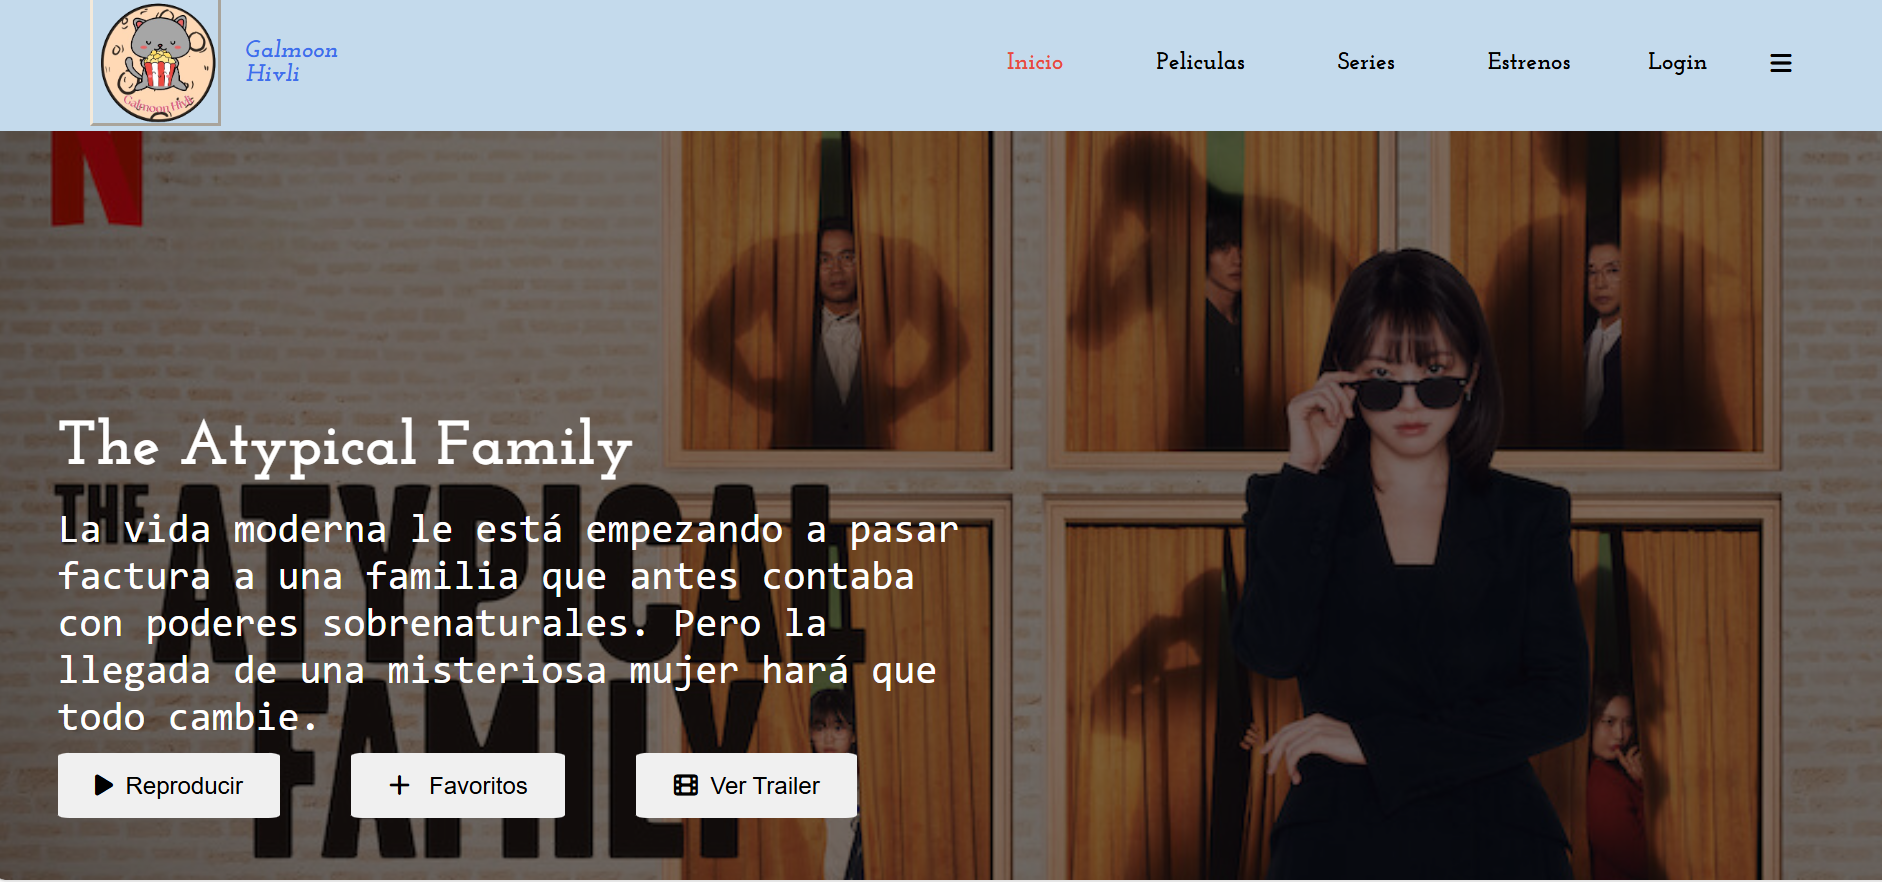 Galmoon Hivli
Galmoon
Hivli
Inicio
Peliculas
Series
Estrenos
Login
N
The Atypical Family
THE ATYPICAL
FAMILY
La vida moderna le está empezando a pasar
factura a una familia que antes contaba
con poderes sobrenaturales. Pero la
llegada de una misteriosa mujer hará que
todo cambie.
Reproducir
Favoritos
Ver Trailer